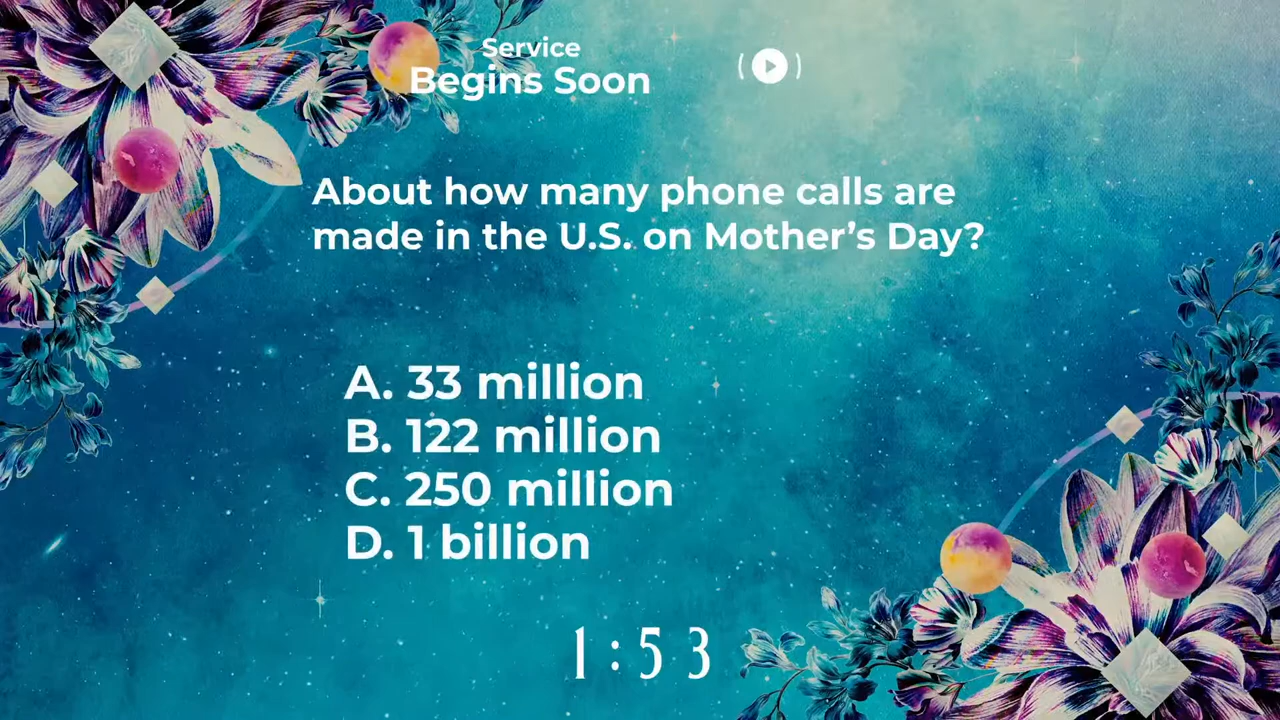 Service
Begins Soon
About how many phone calls are
made in the U.S. on Mother’s Day?
A. 33 million
B. 122 million
C. 250 million
D. 1 billion
1:53